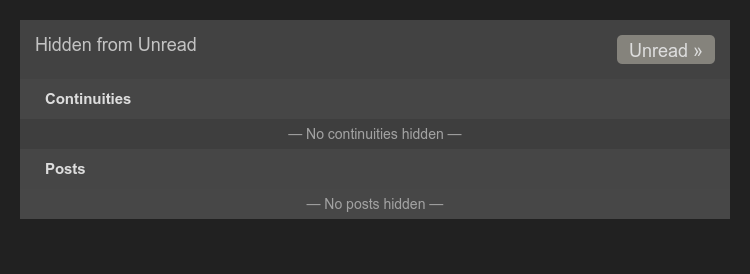 Hidden from Unread
Unread »
Continuities
— No continuities hidden —
Posts
— No posts hidden —